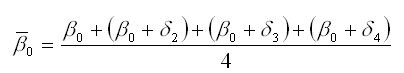 β̅₀ = (β₀ + (β₀ + δ₂) + (β₀ + δ₃) + (β₀ + δ₄)) / 4